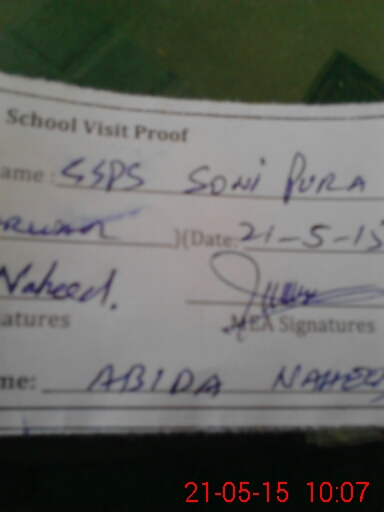 School Visit Proof
ame: SSPS SONI PURA
)(Date: 21-5-15
Naheed.
atures MEA Signatures
me: ABIDA NAHEED
21-05-15 10:07